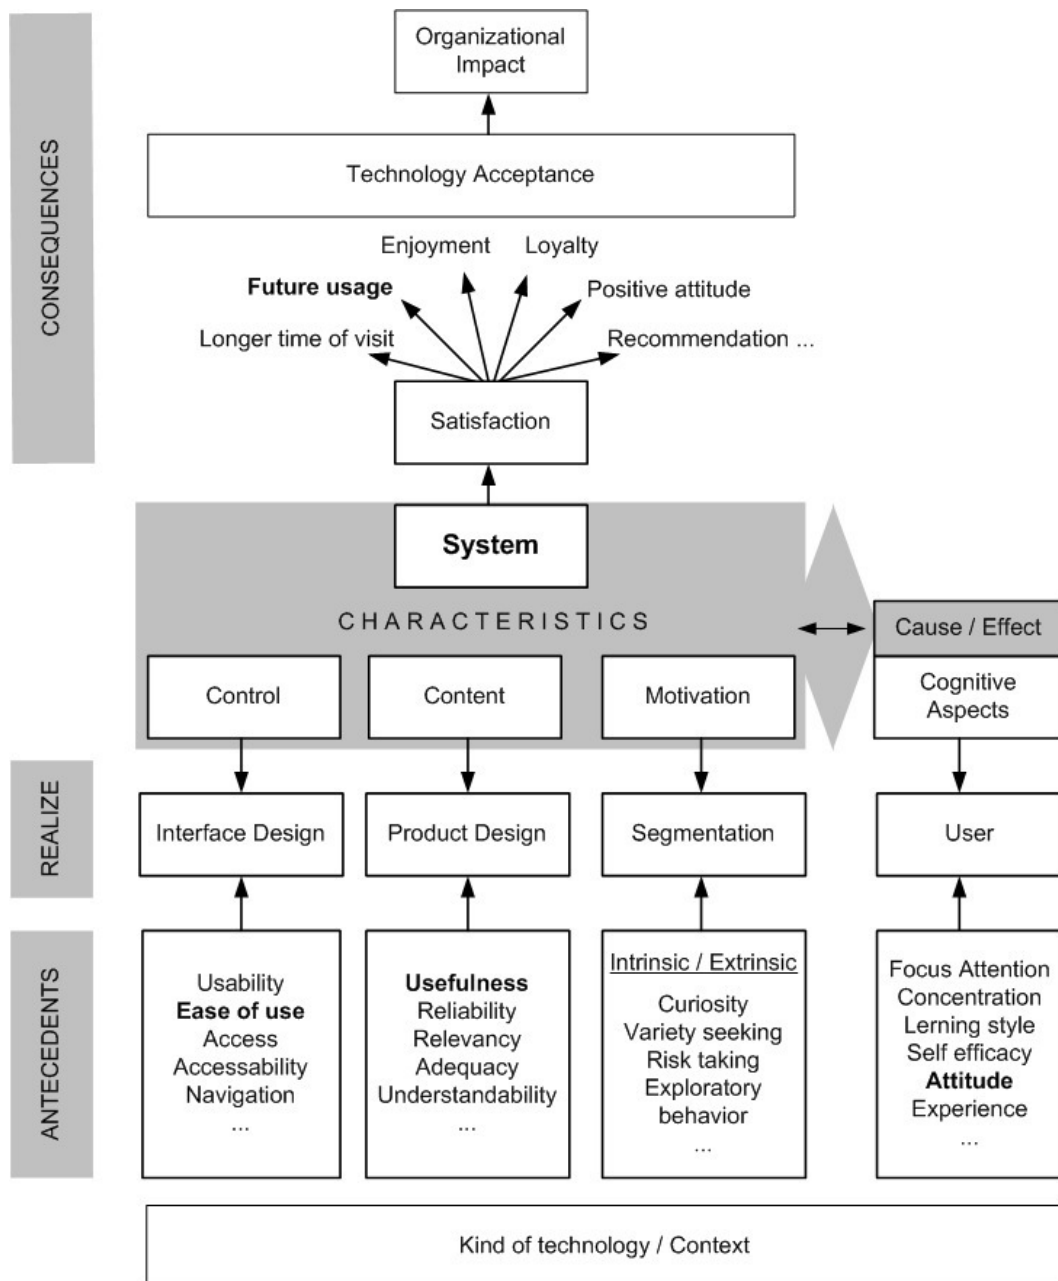 Organizational
Impact
CONSEQUENCES
Technology Acceptance
Enjoyment
Loyalty
Future usage
Positive attitude
Longer time of visit
Recommendation ...
Satisfaction
System
CHARACTERISTICS
Cause / Effect
Control
Content
Motivation
Cognitive
Aspects
REALIZE
Interface Design
Product Design
Segmentation
User
ANTECEDENTS
Usability
Ease of use
Access
Accessability
Navigation
...
Usefulness
Reliability
Relevancy
Adequacy
Understandability
...
Intrinsic / Extrinsic
Curiosity
Variety seeking
Risk taking
Exploratory
behavior
...
Focus Attention
Concentration
Lerning style
Self efficacy
Attitude
Experience
...
Kind of technology / Context